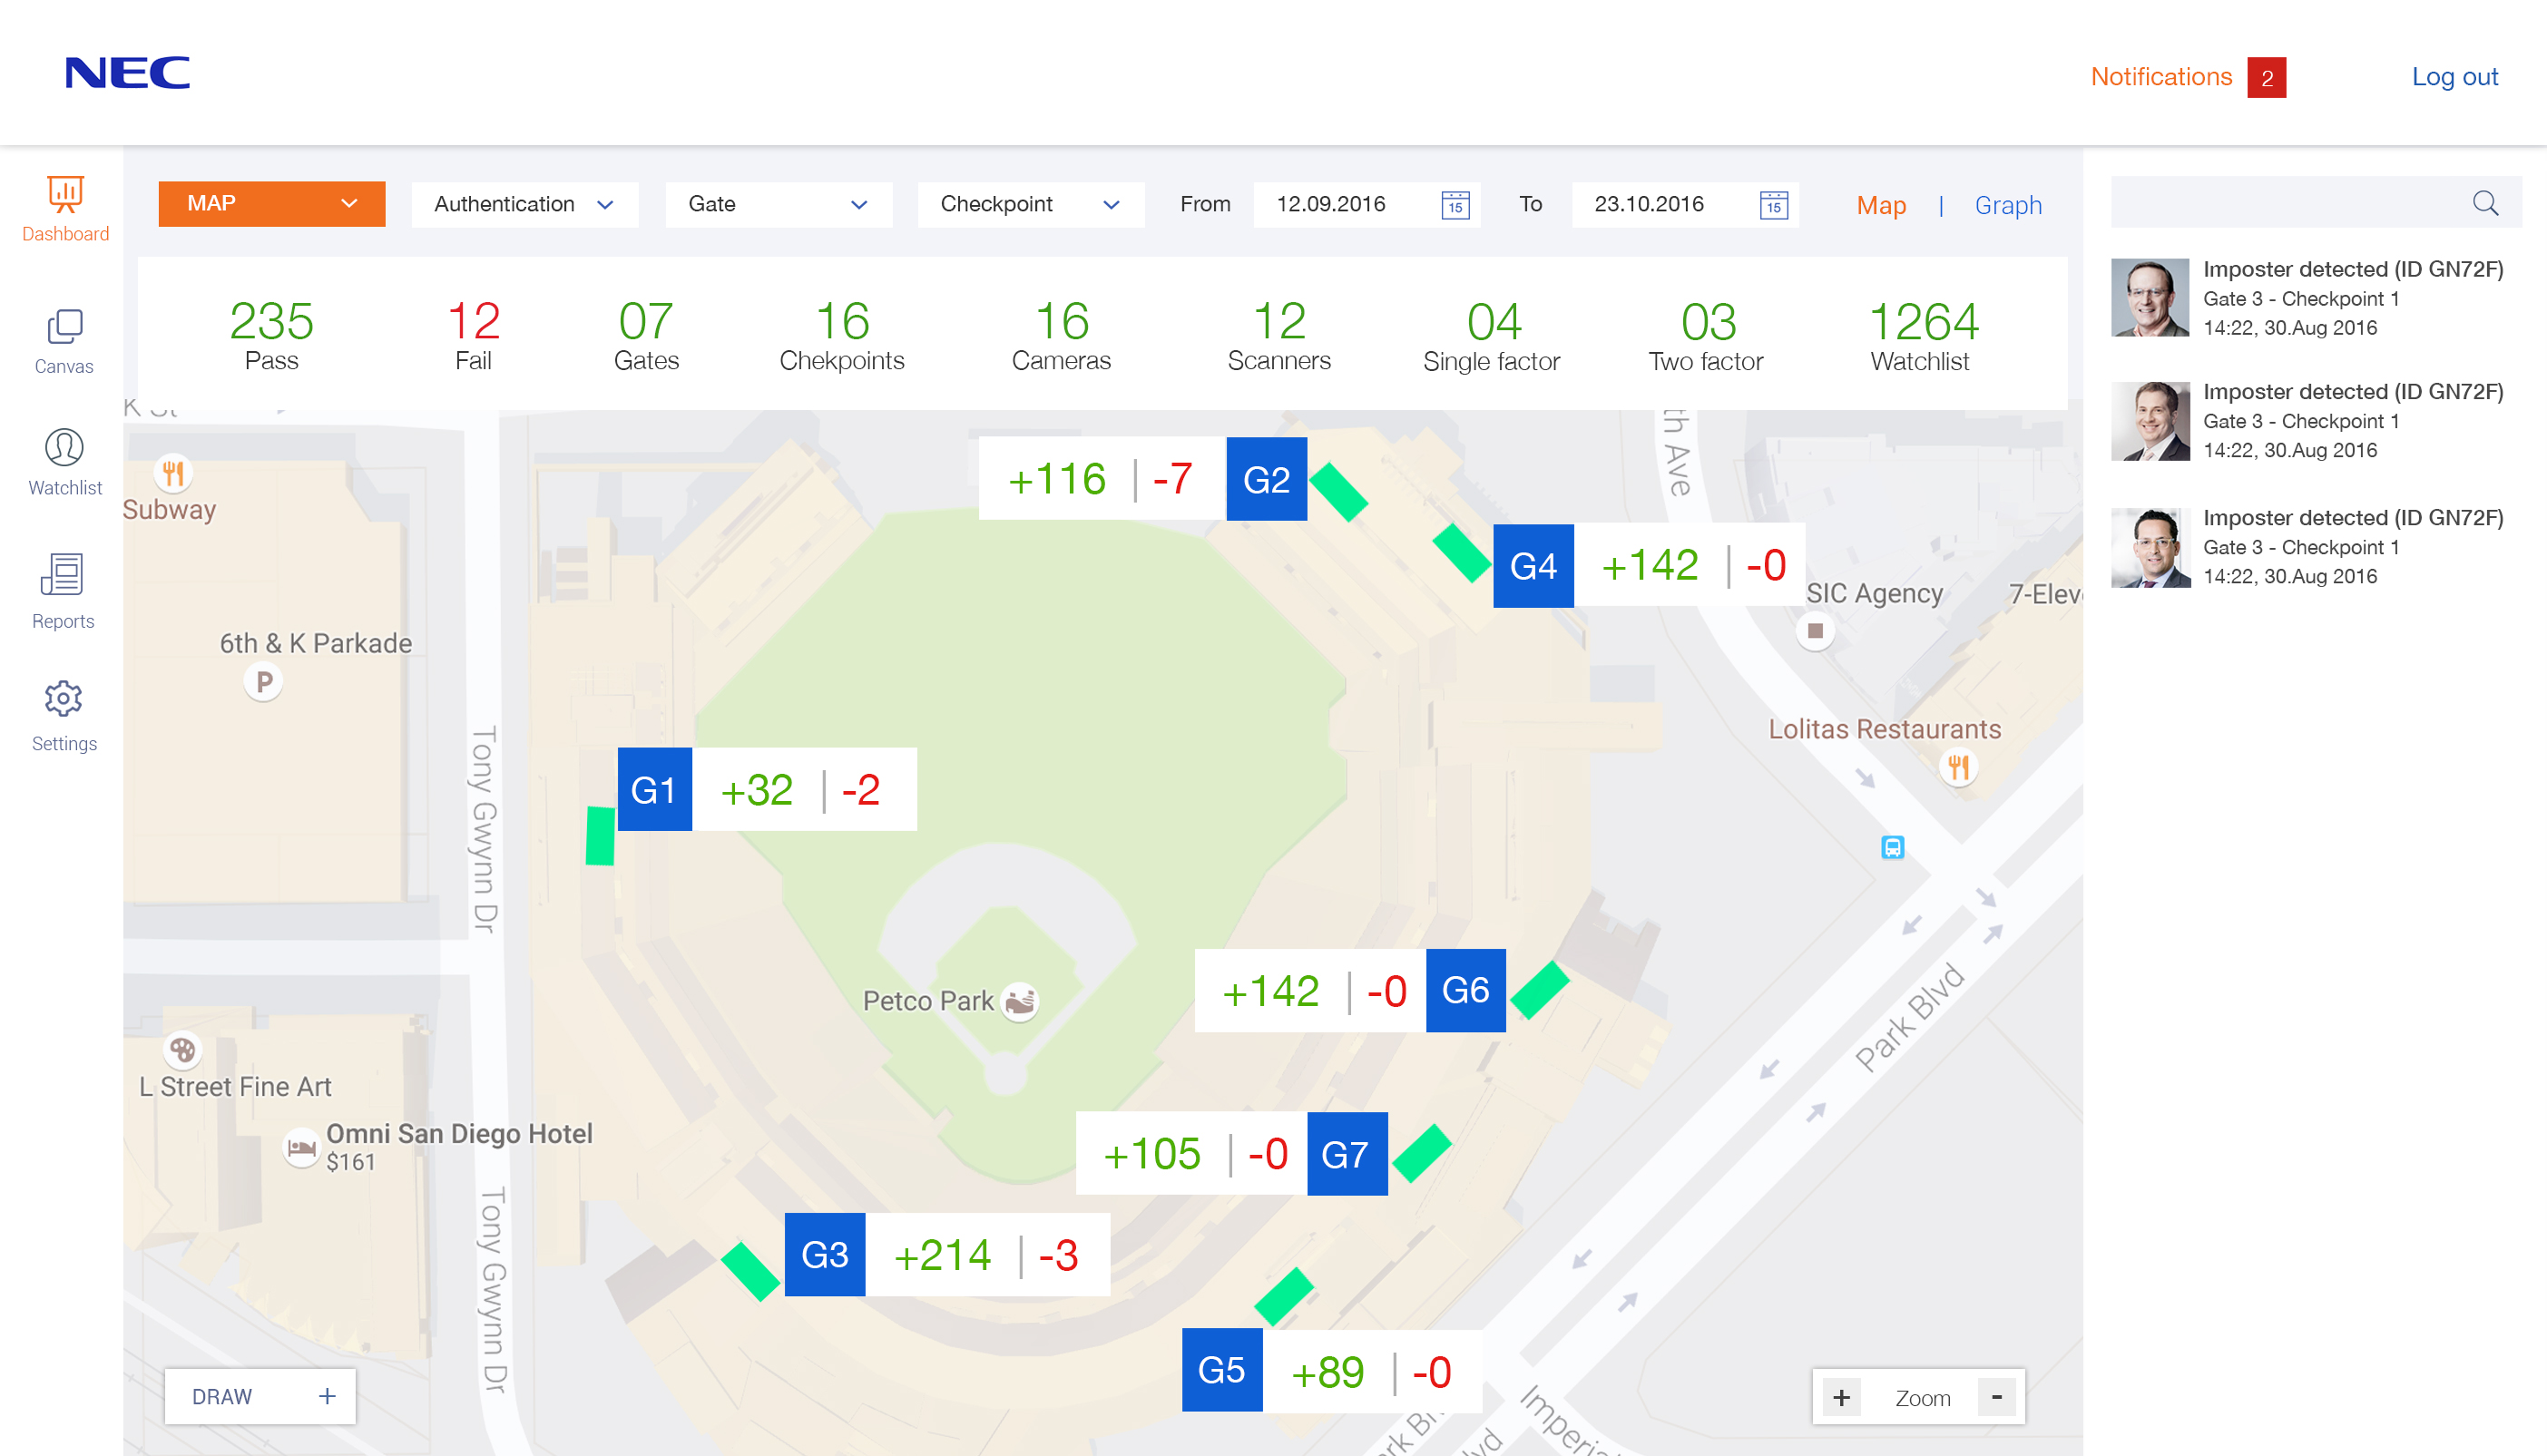 NEC
Notifications 2
Log out
Dashboard
Canvas
Watchlist
Reports
Settings
MAP
Authentication
Gate
Checkpoint
From
12.09.2016
15
To
23.10.2016
15
Map | Graph
235
Pass
12
Fail
07
Gates
16
Chekpoints
16
Cameras
12
Scanners
04
Single factor
03
Two factor
1264
Watchlist
K St
th Ave
Subway
+116 | -7 G2
G4 +142 | -0
SIC Agency
7-Elev
6th & K Parkade
P
Lolitas Restaurants
Tony Gwynn Dr
G1 +32 | -2
+142 | -0 G6
Petco Park
Park Blvd
L Street Fine Art
Omni San Diego Hotel
$161
+105 | -0 G7
Tony Gwynn Dr
G3 +214 | -3
G5 +89 | -0
DRAW +
+ Zoom -
Imposter detected (ID GN72F)
Gate 3 - Checkpoint 1
14:22, 30.Aug 2016
Imposter detected (ID GN72F)
Gate 3 - Checkpoint 1
14:22, 30.Aug 2016
Imposter detected (ID GN72F)
Gate 3 - Checkpoint 1
14:22, 30.Aug 2016